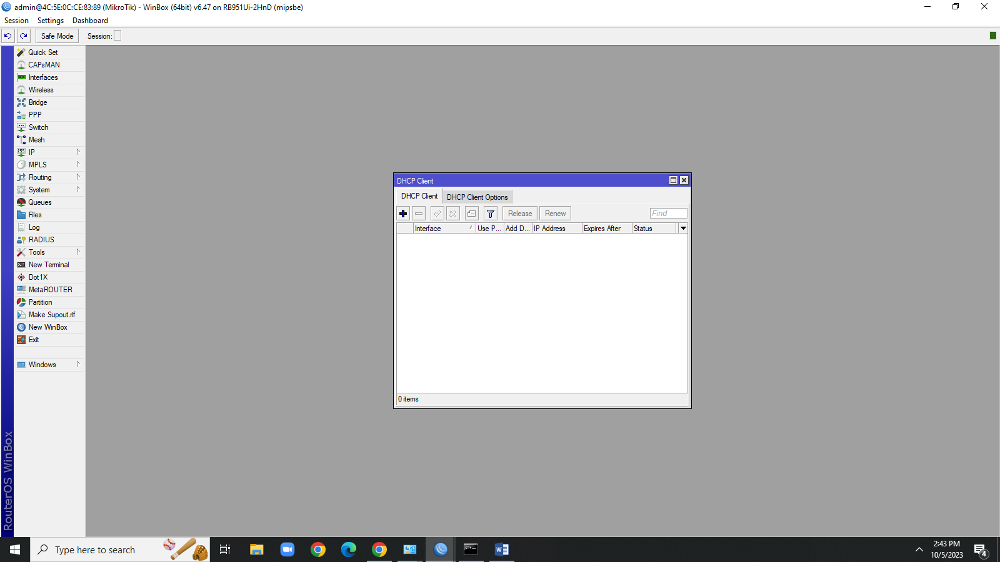 admin@4C:5E:0C:CE:83:89 (MikroTik) - WinBox (64bit) v6.47 on RB951Ui-2HnD (mipsbe)
Session Settings Dashboard
Safe Mode Session:
Quick Set
CAPsMAN
Interfaces
Wireless
Bridge
PPP
Switch
Mesh
IP
MPLS
Routing
System
Queues
Files
Log
RADIUS
Tools
New Terminal
Dot1X
MetaROUTER
Partition
Make Supout.rif
New WinBox
Exit
Windows
RouterOS WinBox
DHCP Client
DHCP Client DHCP Client Options
Release Renew Find
Interface Use P... Add D... IP Address Expires After Status
0 items
Type here to search
2:43 PM
10/5/2023
4